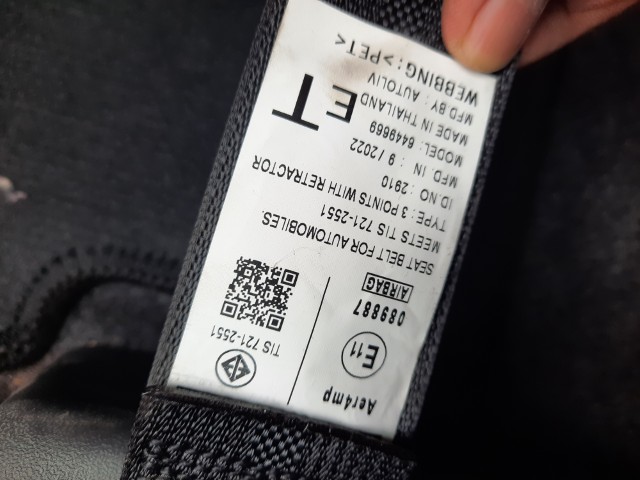 Aer4mp
E11
089887
AIRBAG
TIS 721-2551
SEAT BELT FOR AUTOMOBILES.
MEETS TIS 721-2551
TYPE : 3 POINTS WITH RETRACTOR
ID.NO : 2910
MFD. IN : 9 / 2022
MODEL: 6449669
MADE IN THAILAND
MFD.BY : AUTOLIV
WEBBING: >PET<
ET